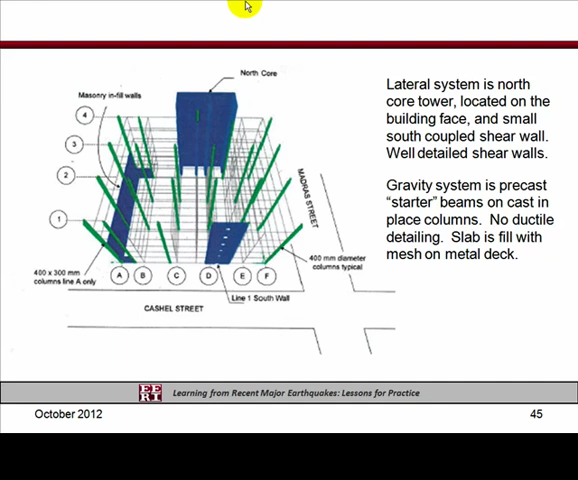 North Core
Masonry in-fill walls
4
3
2
1
MADRAS STREET
400 x 300 mm
columns line A only
A B C D E F
400 mm diameter
columns typical
Line 1 South Wall
CASHEL STREET
Lateral system is north
core tower, located on the
building face, and small
south coupled shear wall.
Well detailed shear walls.
Gravity system is precast
“starter” beams on cast in
place columns.  No ductile
detailing.  Slab is fill with
mesh on metal deck.
EE
RI
Learning from Recent Major Earthquakes: Lessons for Practice
October 2012
45